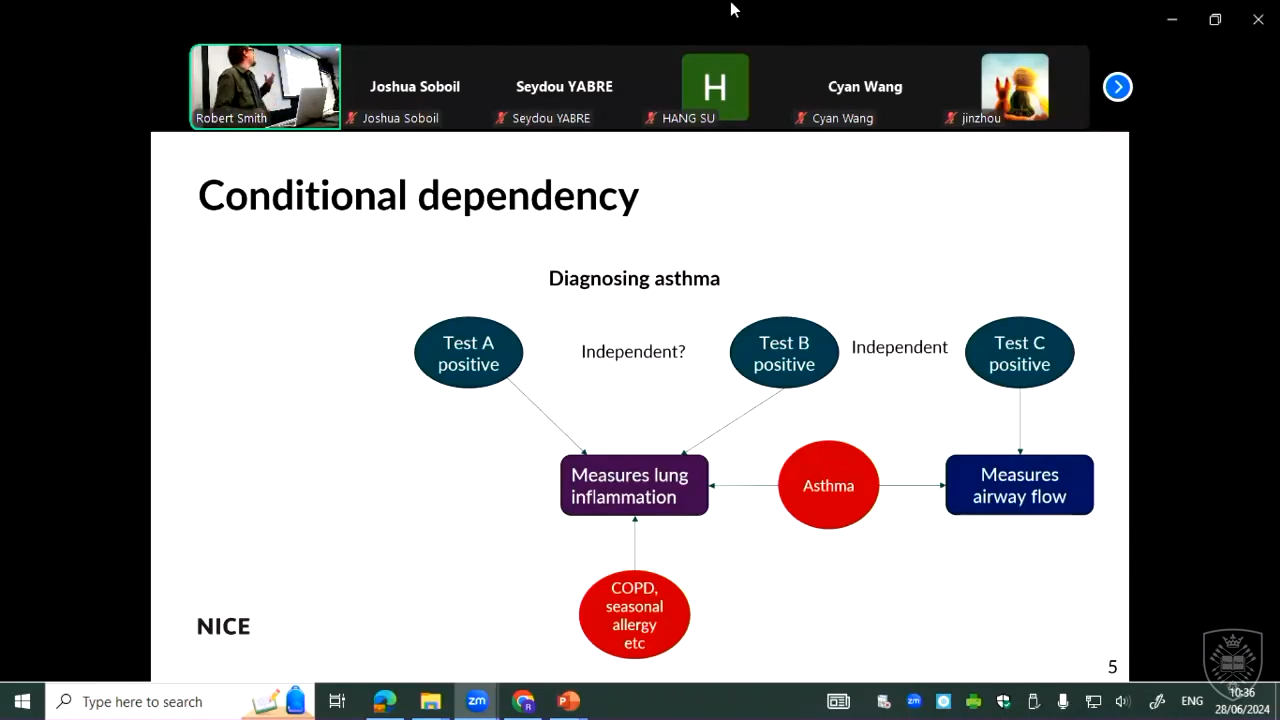 Joshua Soboil
Seydou YABRE
H
Cyan Wang
Robert Smith
Joshua Soboil
Seydou YABRE
HANG SU
Cyan Wang
jinzhou
Conditional dependency
Diagnosing asthma
Test A
positive
Independent?
Test B
positive
Independent
Test C
positive
Measures lung
inflammation
Asthma
Measures
airway flow
COPD,
seasonal
allergy
etc
NICE
5
Type here to search
zm
zm
R
P
ENG
10:36
28/06/2024